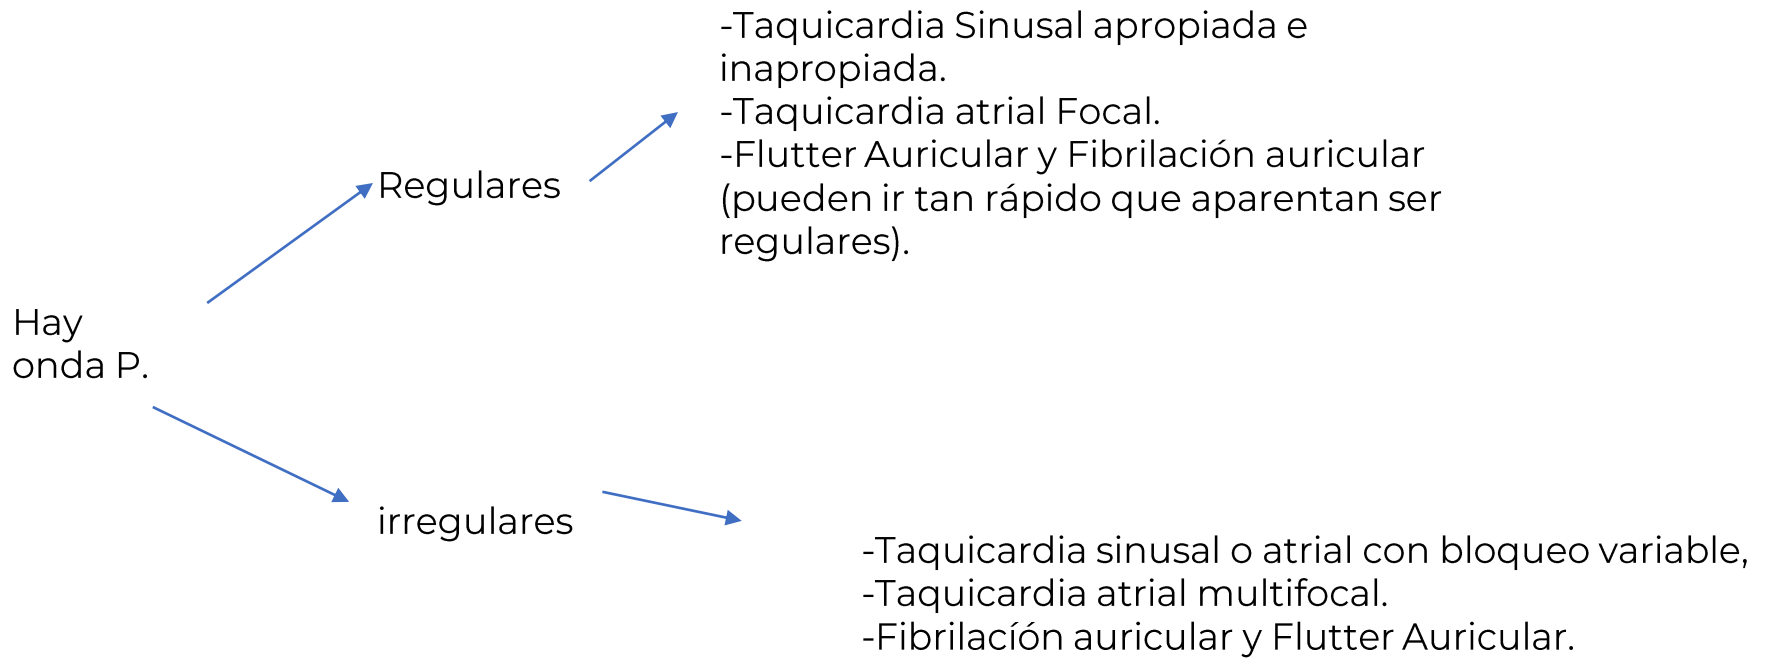 -Taquicardia Sinusal apropiada e
inapropiada.
-Taquicardia atrial Focal.
-Flutter Auricular y Fibrilación auricular
(pueden ir tan rápido que aparentan ser
regulares).
Regulares
Hay
onda P.
irregulares
-Taquicardia sinusal o atrial con bloqueo variable,
-Taquicardia atrial multifocal.
-Fibrilacíón auricular y Flutter Auricular.